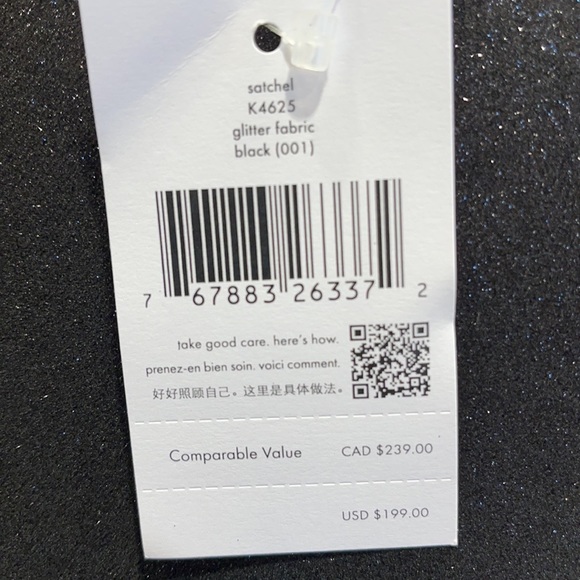 satchel
K4625
glitter fabric
black (001)
7 67883 26337 2
take good care. here's how.
prenez-en bien soin. voici comment.
好好照顾自己。这里是具体做法。
Comparable Value CAD $239.00
USD $199.00